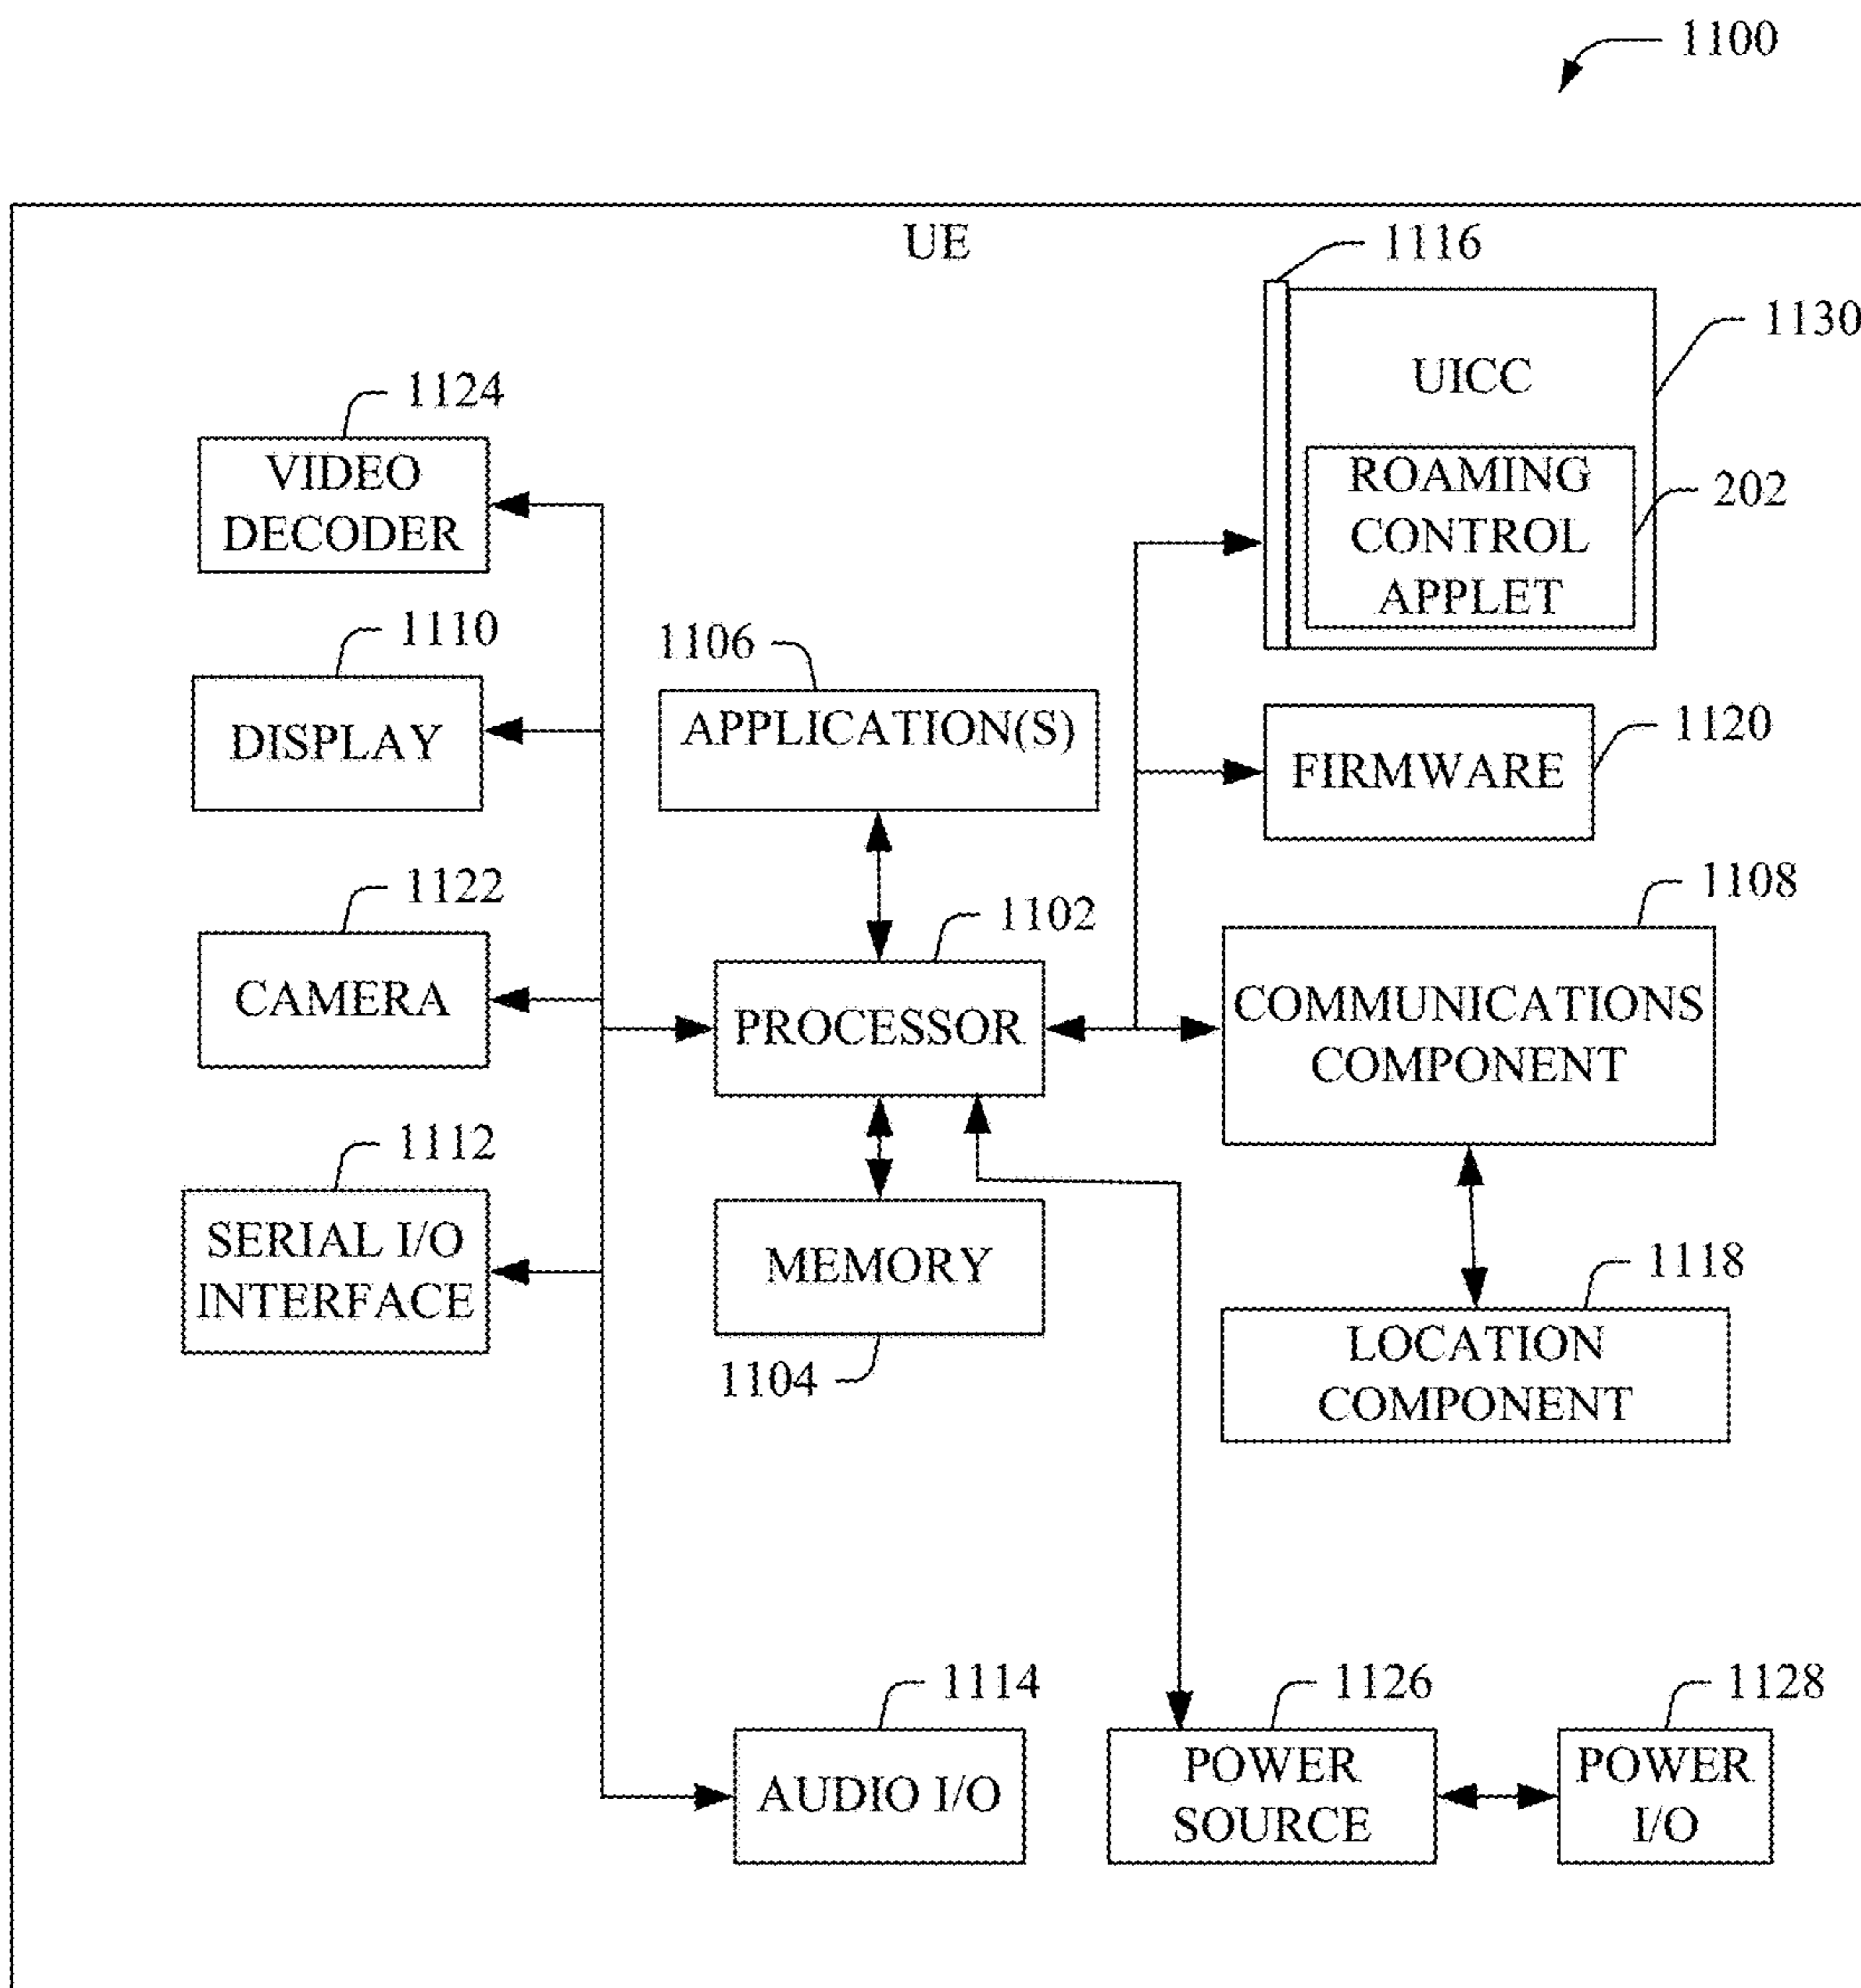 1100
UE
1116
1130
UICC
1124
VIDEO
DECODER
ROAMING
CONTROL
APPLET
202
1110
DISPLAY
1106
APPLICATION(S)
1120
FIRMWARE
1122
CAMERA
1102
PROCESSOR
1108
COMMUNICATIONS
COMPONENT
1112
SERIAL I/O
INTERFACE
MEMORY
1104
1118
LOCATION
COMPONENT
1114
AUDIO I/O
1126
POWER
SOURCE
1128
POWER
I/O